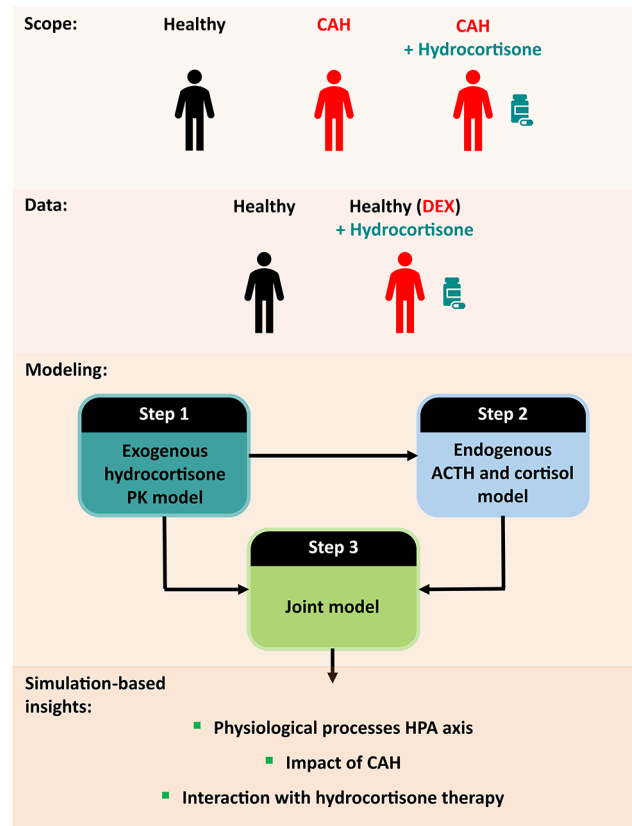 Scope:
Healthy
CAH
CAH
+ Hydrocortisone
Data:
Healthy
Healthy (DEX)
+ Hydrocortisone
Modeling:
Step 1
Exogenous
hydrocortisone
PK model
Step 2
Endogenous
ACTH and cortisol
model
Step 3
Joint model
Simulation-based
insights:
Physiological processes HPA axis
Impact of CAH
Interaction with hydrocortisone therapy